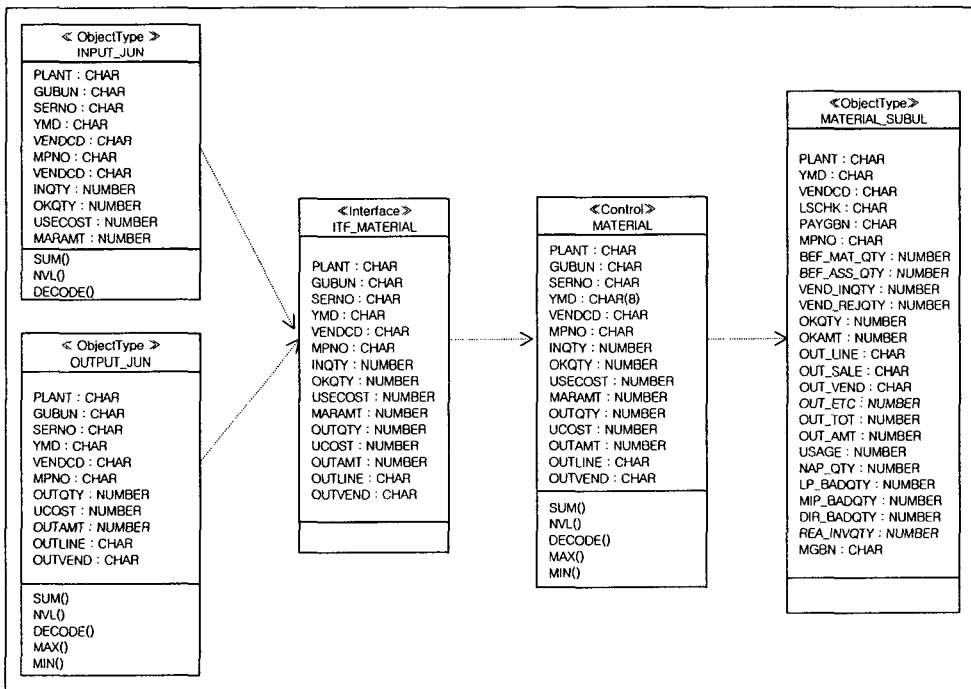 ≪ ObjectType ≫
INPUT_JUN
PLANT : CHAR
GUBUN : CHAR
SERNO : CHAR
YMD : CHAR
VENDCD : CHAR
MPNO : CHAR
VENDCD : CHAR
INQTY : NUMBER
OKQTY : NUMBER
USECOST : NUMBER
MARAMT : NUMBER
SUM()
NVL()
DECODE()
≪ ObjectType ≫
OUTPUT_JUN
PLANT : CHAR
GUBUN : CHAR
SERNO : CHAR
YMD : CHAR
VENDCD : CHAR
MPNO : CHAR
OUTQTY : NUMBER
UCOST : NUMBER
OUTAMT : NUMBER
OUTLINE : CHAR
OUTVEND : CHAR
SUM()
NVL()
DECODE()
MAX()
MIN()
≪Interface≫
ITF_MATERIAL
PLANT : CHAR
GUBUN : CHAR
SERNO : CHAR
YMD : CHAR
VENDCD : CHAR
MPNO : CHAR
INQTY : NUMBER
OKQTY : NUMBER
USECOST : NUMBER
MARAMT : NUMBER
OUTQTY : NUMBER
UCOST : NUMBER
OUTAMT : NUMBER
OUTLINE : CHAR
OUTVEND : CHAR
≪Control≫
MATERIAL
PLANT : CHAR
GUBUN : CHAR
SERNO : CHAR
YMD : CHAR(8)
VENDCD : CHAR
MPNO : CHAR
INQTY : NUMBER
OKQTY : NUMBER
USECOST : NUMBER
MARAMT : NUMBER
OUTQTY : NUMBER
UCOST : NUMBER
OUTAMT : NUMBER
OUTLINE : CHAR
OUTVEND : CHAR
SUM()
NVL()
DECODE()
MAX()
MIN()
≪ObjectType≫
MATERIAL_SUBUL
PLANT : CHAR
YMD : CHAR
VENDCD : CHAR
LSCHK : CHAR
PAYGBN : CHAR
MPNO : CHAR
BEF_MAT_QTY : NUMBER
BEF_ASS_QTY : NUMBER
VEND_INQTY : NUMBER
VEND_REJQTY : NUMBER
OKQTY : NUMBER
OKAMT : NUMBER
OUT_LINE : CHAR
OUT_SALE : CHAR
OUT_VEND : CHAR
OUT_ETC : NUMBER
OUT_TOT : NUMBER
OUT_AMT : NUMBER
USAGE : NUMBER
NAP_QTY : NUMBER
LP_BADQTY : NUMBER
MIP_BADQTY : NUMBER
DIR_BADQTY : NUMBER
REA_INVQTY : NUMBER
MGBN : CHAR